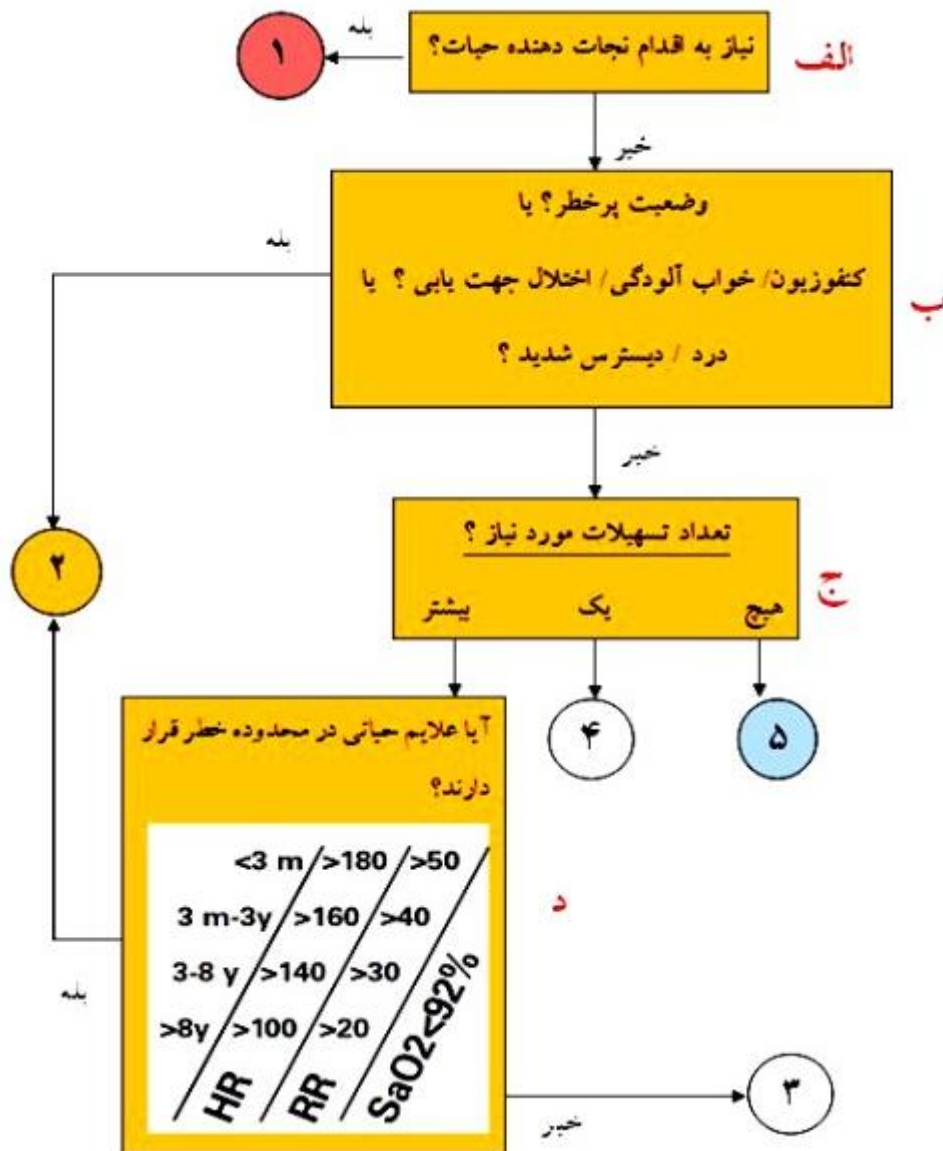 نیاز به اقدام نجات دهنده حیات؟
الف
بله
۱
خیر
وضعیت پرخطر؟ یا
کنفوزیون/ خواب آلودگی/ اختلال جهت یابی ؟ یا
درد / دیسترس شدید ؟
ب
بله
خیر
۲
تعداد تسهیلات مورد نیاز ؟
هیچ یک بیشتر
ج
۵
۴
آیا علایم حیاتی در محدوده خطر قرار
دارند؟
<3 m >180 >50
3 m-3y >160 >40
3-8 y >140 >30
>8y >100 >20
HR RR SaO2<92%
د
بله
خیر
۳